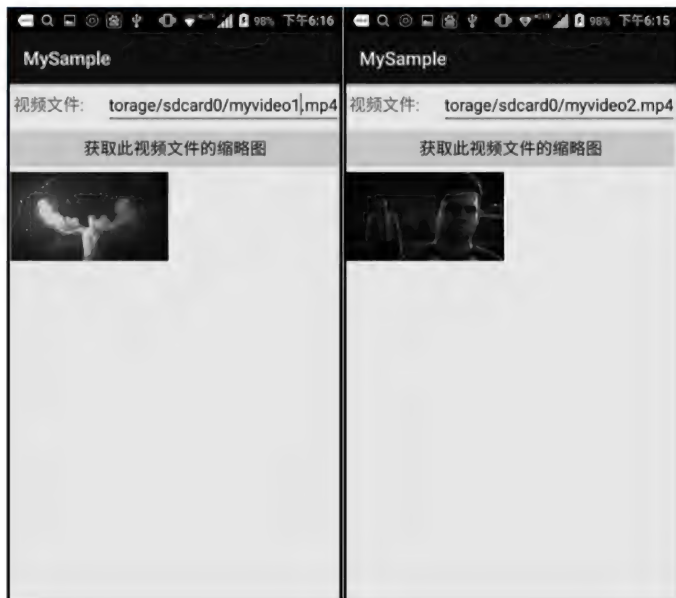 98% 下午6:16
MySample
视频文件: torage/sdcard0/myvideo1.mp4
获取此视频文件的缩略图
98% 下午6:15
MySample
视频文件: torage/sdcard0/myvideo2.mp4
获取此视频文件的缩略图